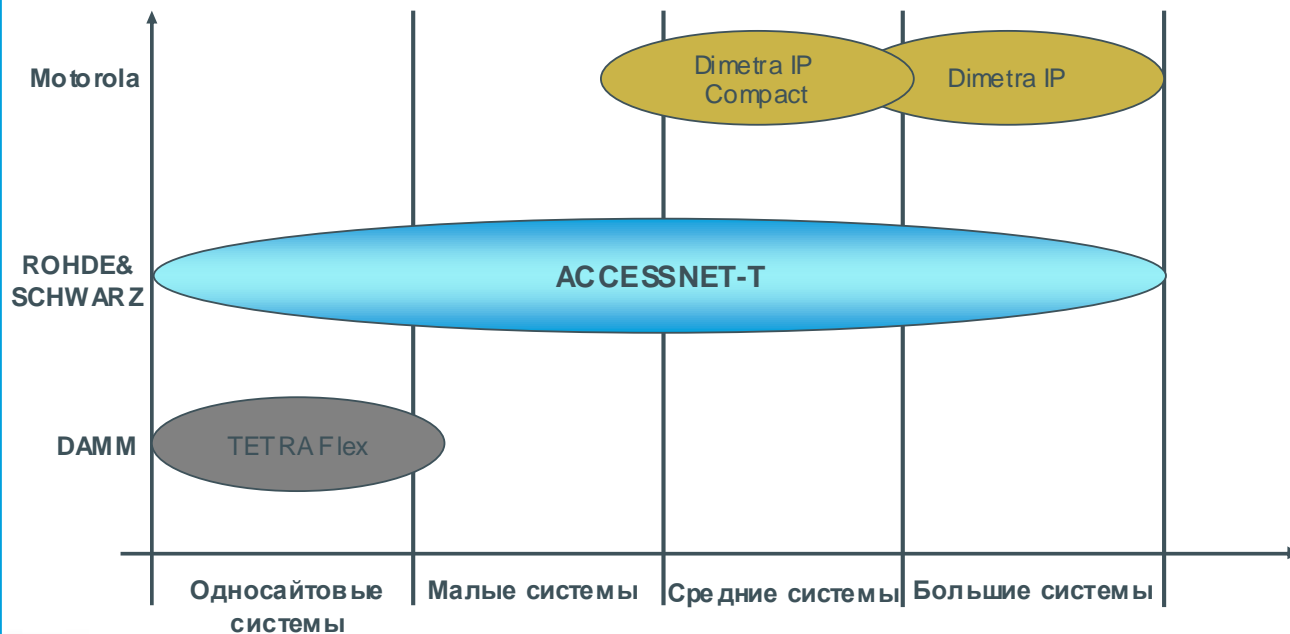 Motorola
Dimetra IP
Compact
Dimetra IP
ROHDE&
SCHWARZ
ACCESSNET-T
DAMM
TETRA Flex
Односайтовые
системы
Малые системы
Средние системы
Большие системы